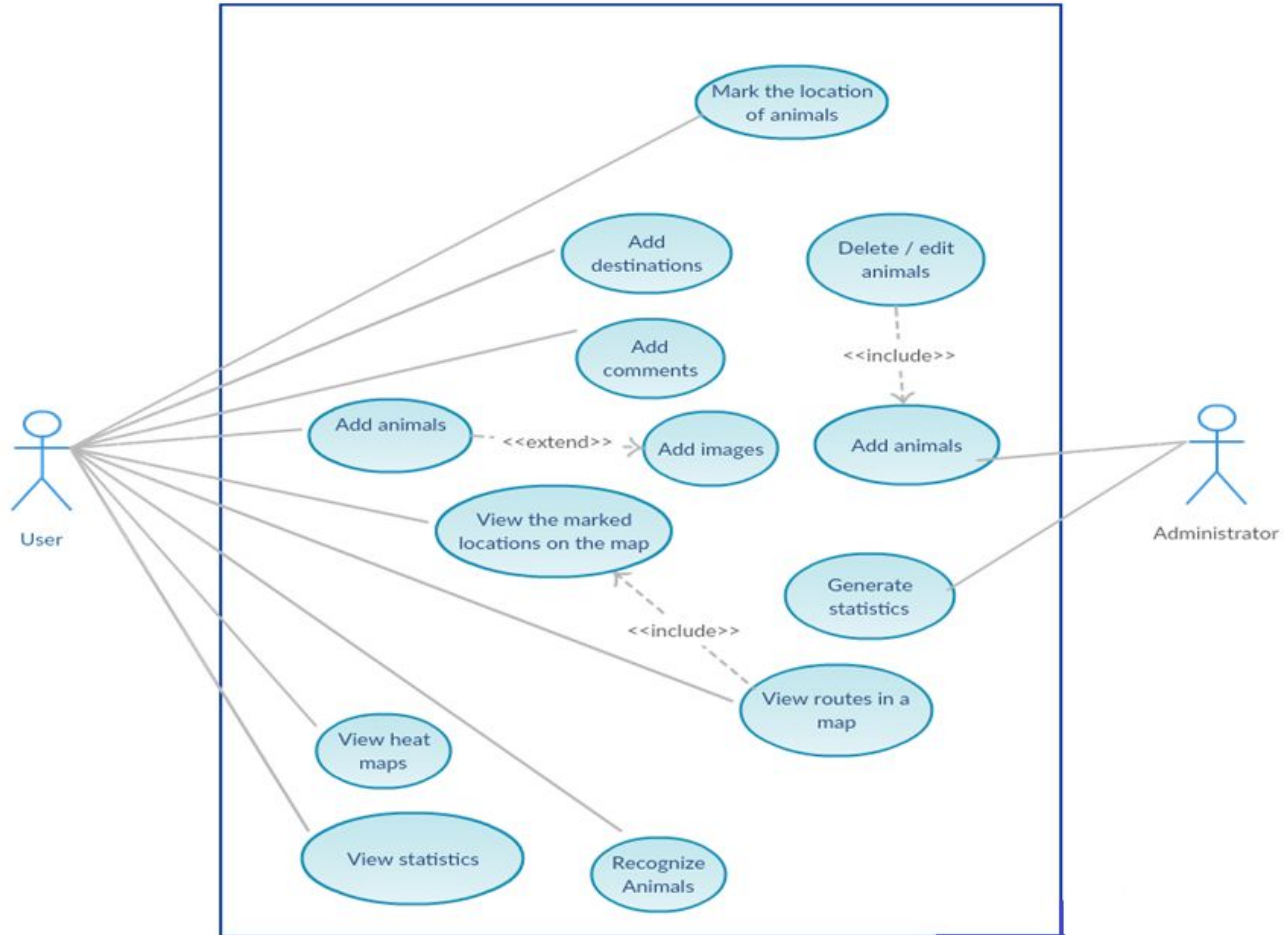 Mark the location
of animals
Add
destinations
Delete / edit
animals
Add
comments
<<include>>
Add animals
<<extend>>
Add images
Add animals
User
View the marked
locations on the map
Administrator
Generate
statistics
<<include>>
View routes in a
map
View heat
maps
View statistics
Recognize
Animals